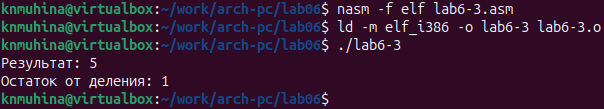 knmuhina@virtualbox:~/work/arch-pc/lab06$ nasm -f elf lab6-3.asm
knmuhina@virtualbox:~/work/arch-pc/lab06$ ld -m elf_i386 -o lab6-3 lab6-3.o
knmuhina@virtualbox:~/work/arch-pc/lab06$ ./lab6-3
Результат: 5
Остаток от деления: 1
knmuhina@virtualbox:~/work/arch-pc/lab06$